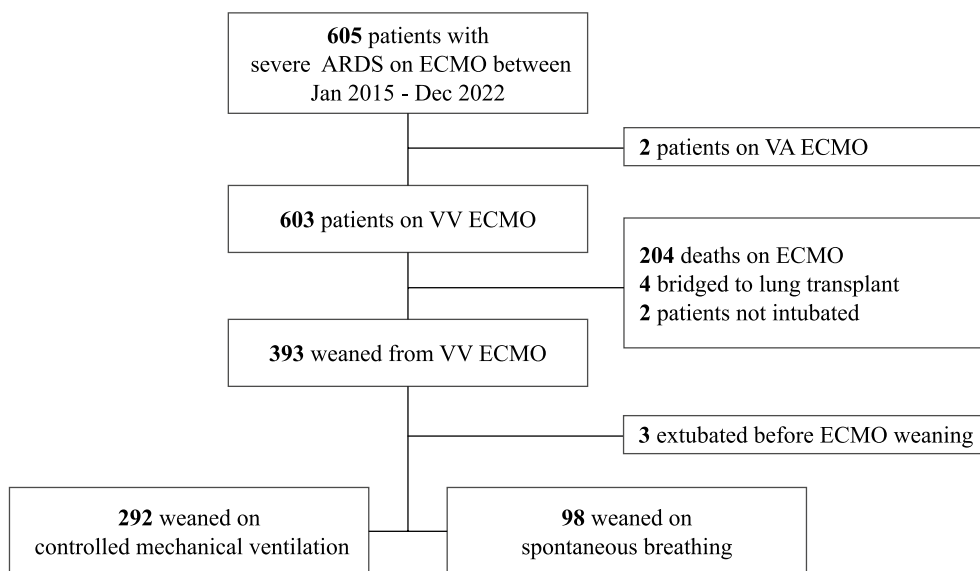 605 patients with
severe ARDS on ECMO between
Jan 2015 - Dec 2022
2 patients on VA ECMO
603 patients on VV ECMO
204 deaths on ECMO
4 bridged to lung transplant
2 patients not intubated
393 weaned from VV ECMO
3 extubated before ECMO weaning
292 weaned on
controlled mechanical ventilation
98 weaned on
spontaneous breathing